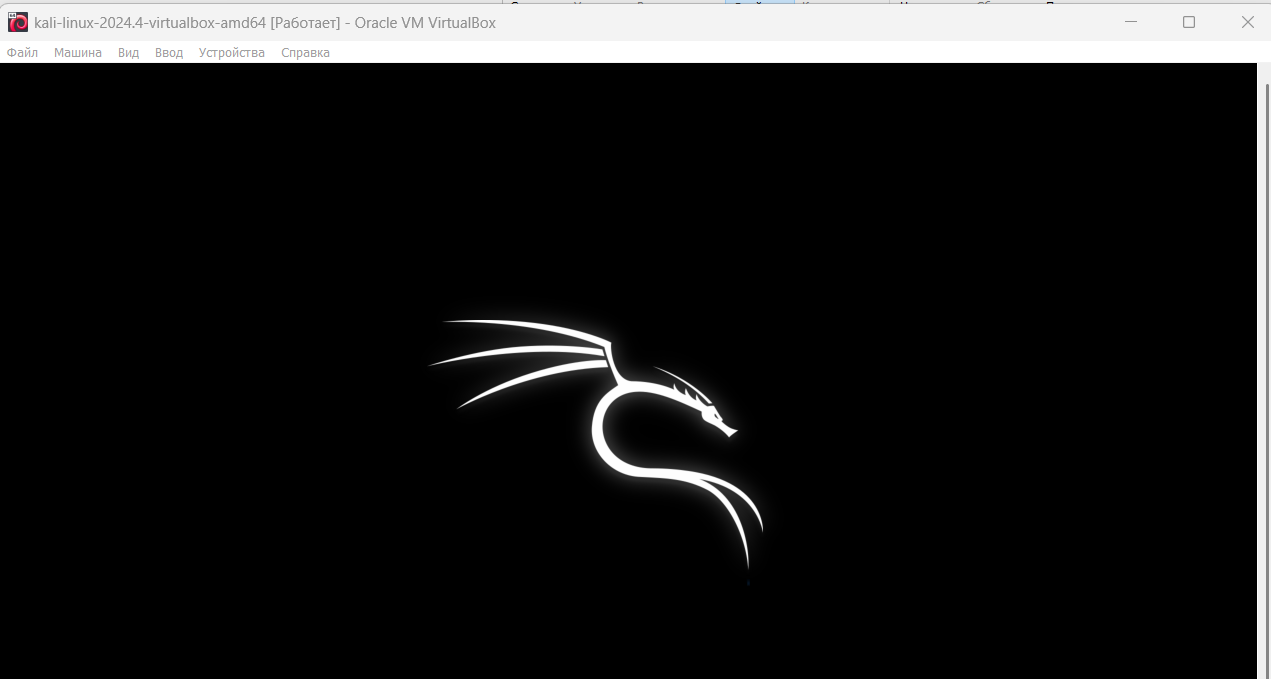 kali-linux-2024.4-virtualbox-amd64 [Работает] - Oracle VM VirtualBox
Файл Машина Вид Ввод Устройства Справка